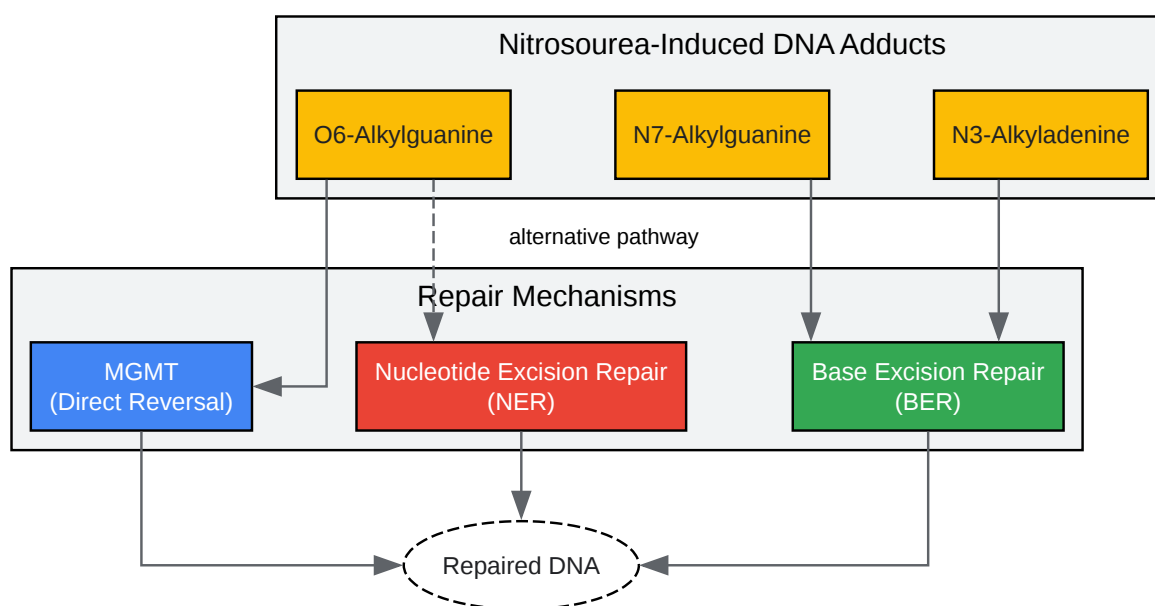 Nitrosourea-Induced DNA Adducts
O6-Alkylguanine
N7-Alkylguanine
N3-Alkyladenine
alternative pathway
Repair Mechanisms
MGMT
(Direct Reversal)
Nucleotide Excision Repair
(NER)
Base Excision Repair
(BER)
Repaired DNA